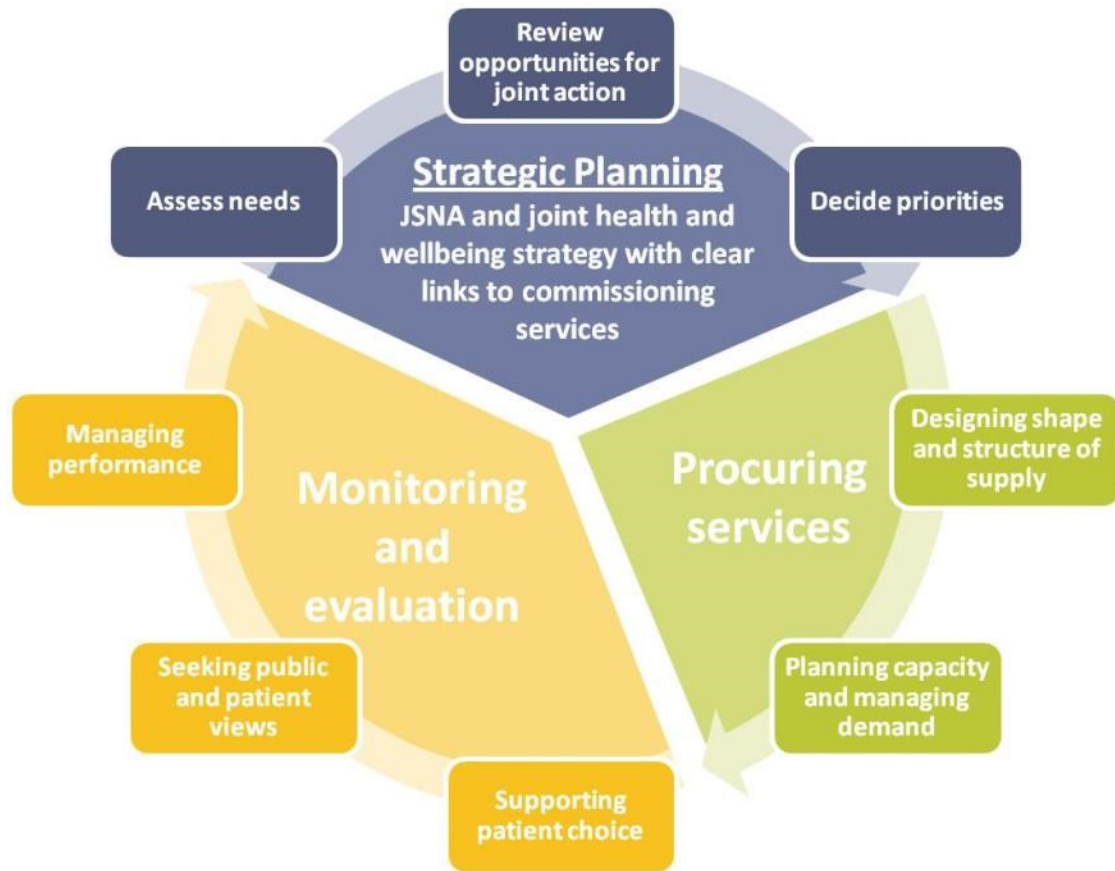 Review
opportunities for
joint action
Assess needs
Strategic Planning
JSNA and joint health and
wellbeing strategy with clear
links to commissioning
services
Decide priorities
Designing shape
and structure of
supply
Procuring
services
Planning capacity
and managing
demand
Supporting
patient choice
Seeking public
and patient
views
Managing
performance
Monitoring
and
evaluation